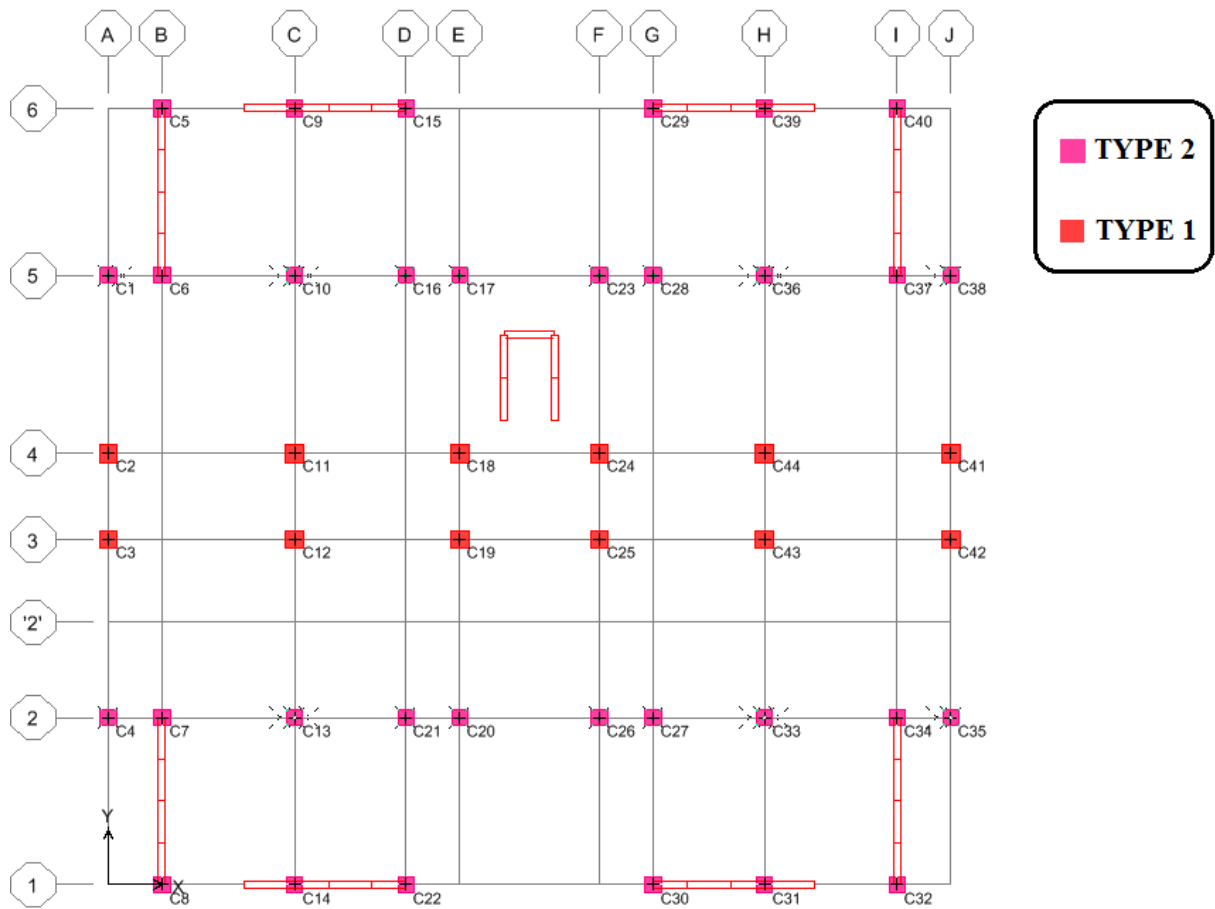 A B C D E F G H I J
6
C5 C9 C15 C29 C39 C40
TYPE 2
TYPE 1
5
C1 C6 C10 C16 C17 C23 C28 C36 C37 C38
4
C2 C11 C18 C24 C44 C41
3
C3 C12 C19 C25 C43 C42
'2'
2
C4 C7 C13 C21 C20 C26 C27 C33 C34 C35
Y
X
1
C8 C14 C22 C30 C31 C32